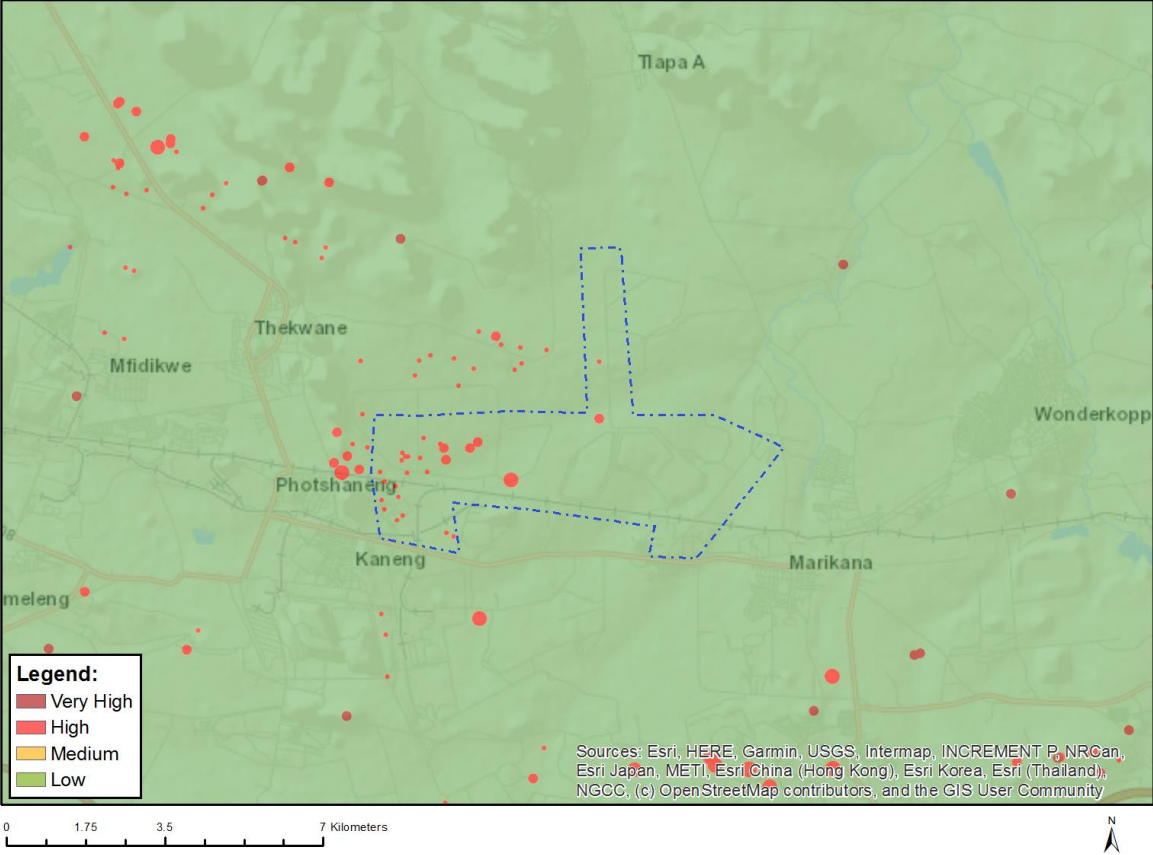 Tlapa A
Thekwane
Mfidikwe
Wonderkopp
Photshaneng
Kaneng
Marikana
meleng
Legend:
Very High
High
Medium
Low
Sources: Esri, HERE, Garmin, USGS, Intermap, INCREMENT P, NRCan,
Esri Japan, METI, Esri China (Hong Kong), Esri Korea, Esri (Thailand),
NGCC, (c) OpenStreetMap contributors, and the GIS User Community
0 1.75 3.5 7 Kilometers
N